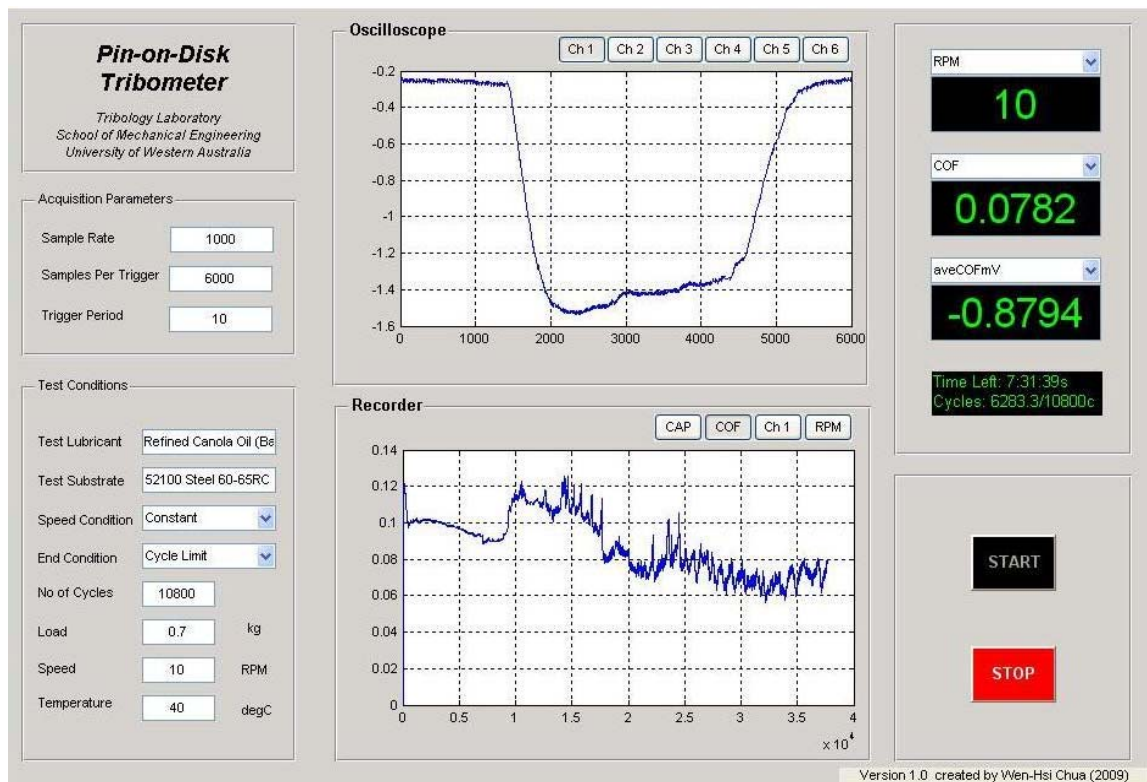 Pin-on-Disk
Tribometer
Tribology Laboratory
School of Mechanical Engineering
University of Western Australia
Acquisition Parameters
Sample Rate 1000
Samples Per Trigger 6000
Trigger Period 10
Test Conditions
Test Lubricant Refined Canola Oil (Ba
Test Substrate 52100 Steel 60-65RC
Speed Condition Constant
End Condition Cycle Limit
No of Cycles 10800
Load 0.7 kg
Speed 10 RPM
Temperature 40 degC
Oscilloscope
Ch 1 Ch 2 Ch 3 Ch 4 Ch 5 Ch 6
-0.2
-0.4
-0.6
-0.8
-1
-1.2
-1.4
-1.6
0 1000 2000 3000 4000 5000 6000
Recorder
CAP COF Ch 1 RPM
0.14
0.12
0.1
0.08
0.06
0.04
0.02
0
0 0.5 1 1.5 2 2.5 3 3.5 4
x 10⁴
RPM
10
COF
0.0782
aveCOFmV
-0.8794
Time Left: 7:31:39s
Cycles: 6283.3/10800c
START
STOP
Version 1.0 created by Wen-Hsi Chua (2009)